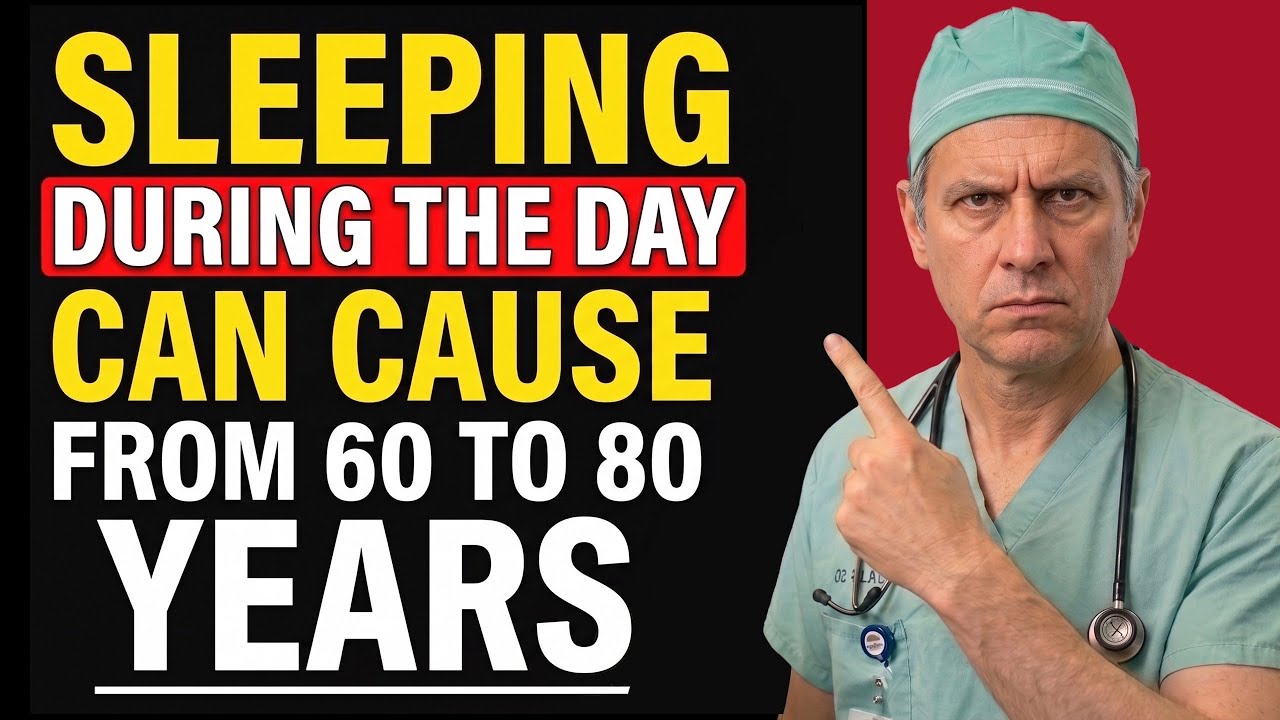 SLEEPING
DURING THE DAY
CAN CAUSE
FROM 60 TO 80
YEARS